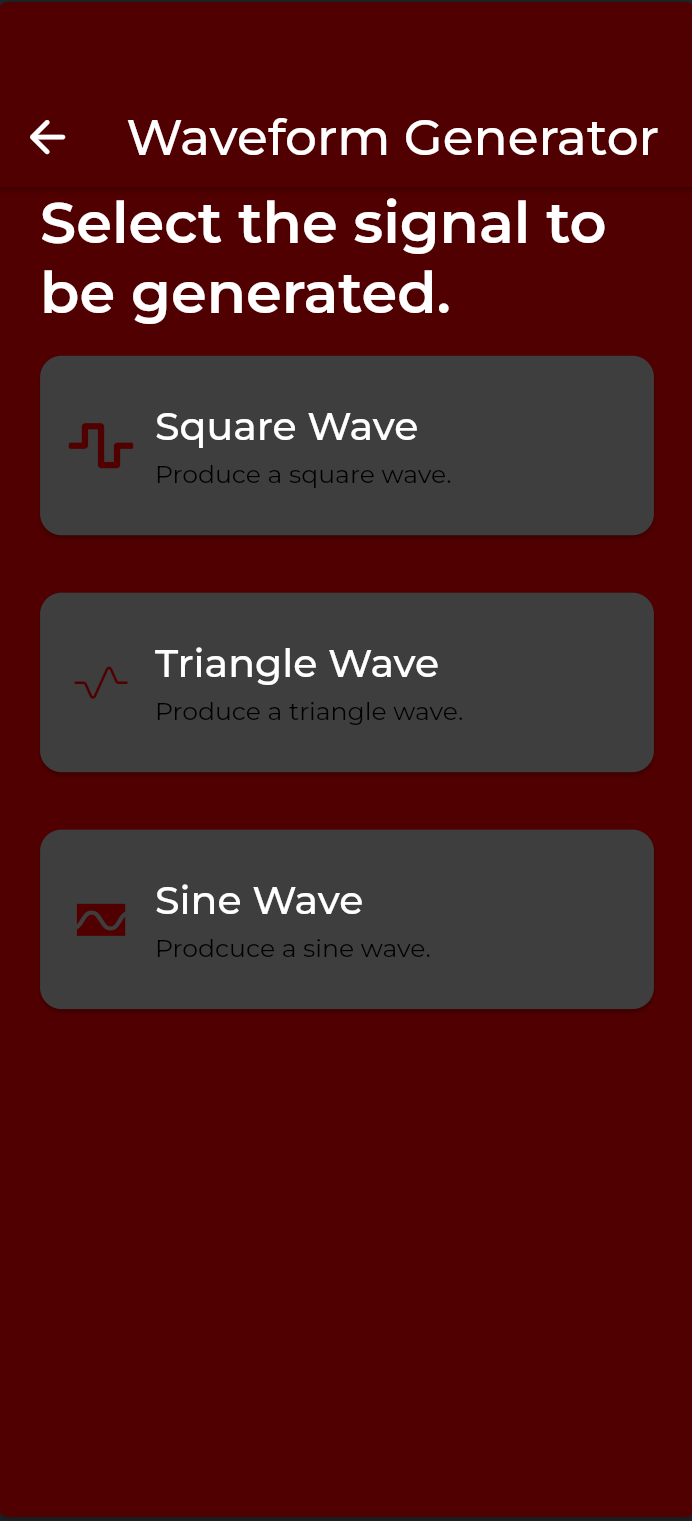 Waveform Generator
Select the signal to
be generated.
Square Wave
Produce a square wave.
Triangle Wave
Produce a triangle wave.
Sine Wave
Prodcuce a sine wave.